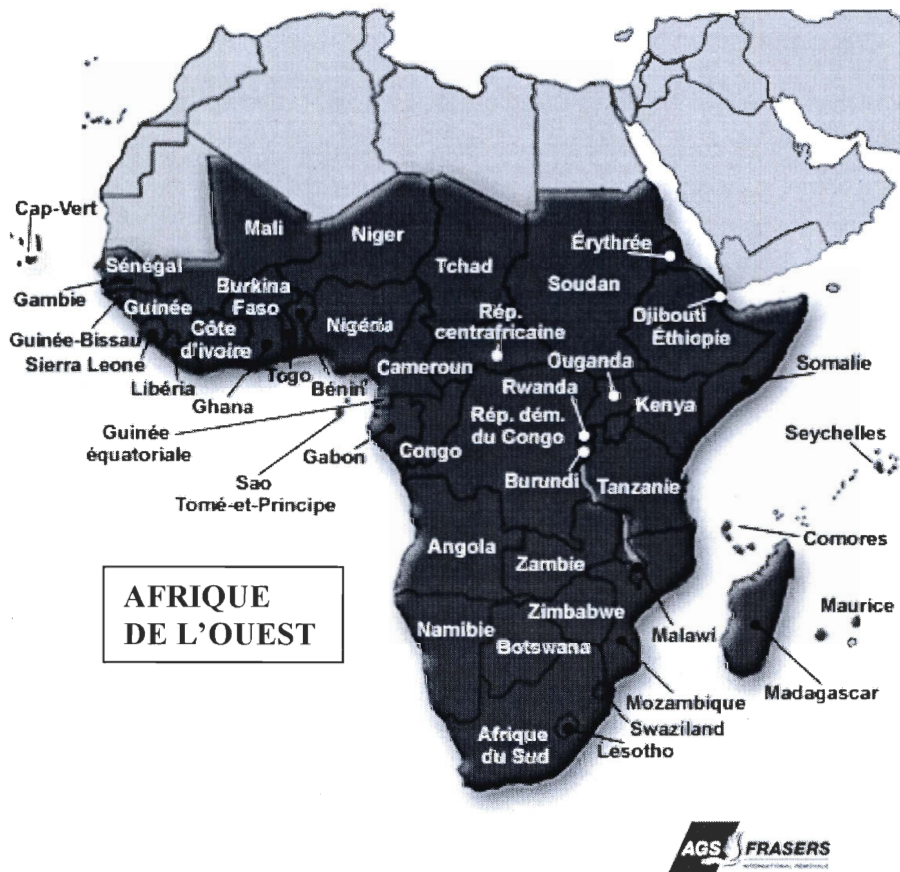 Cap-Vert
Mali
Niger
Tchad
Érythrée
Soudan
Sénégal
Gambie
Guinée
Burkina
Faso
Nigéria
Rép.
centrafricaine
Djibouti
Éthiopie
Guinée-Bissau
Sierra Leone
Côte
d'ivoire
Libéria
Ghana
Togo
Bénin
Cameroun
Ouganda
Somalie
Rwanda
Kenya
Rép. dém.
du Congo
Guinée
équatoriale
Gabon
Congo
Seychelles
Sao
Tomé-et-Principe
Burundi
Tanzanie
Comores
Angola
Zambie
AFRIQUE
DE L'OUEST
Zimbabwe
Malawi
Maurice
Namibie
Botswana
Madagascar
Mozambique
Swaziland
Lesotho
Afrique
du Sud
AGS FRASERS
INTERNATIONAL REMOVALS